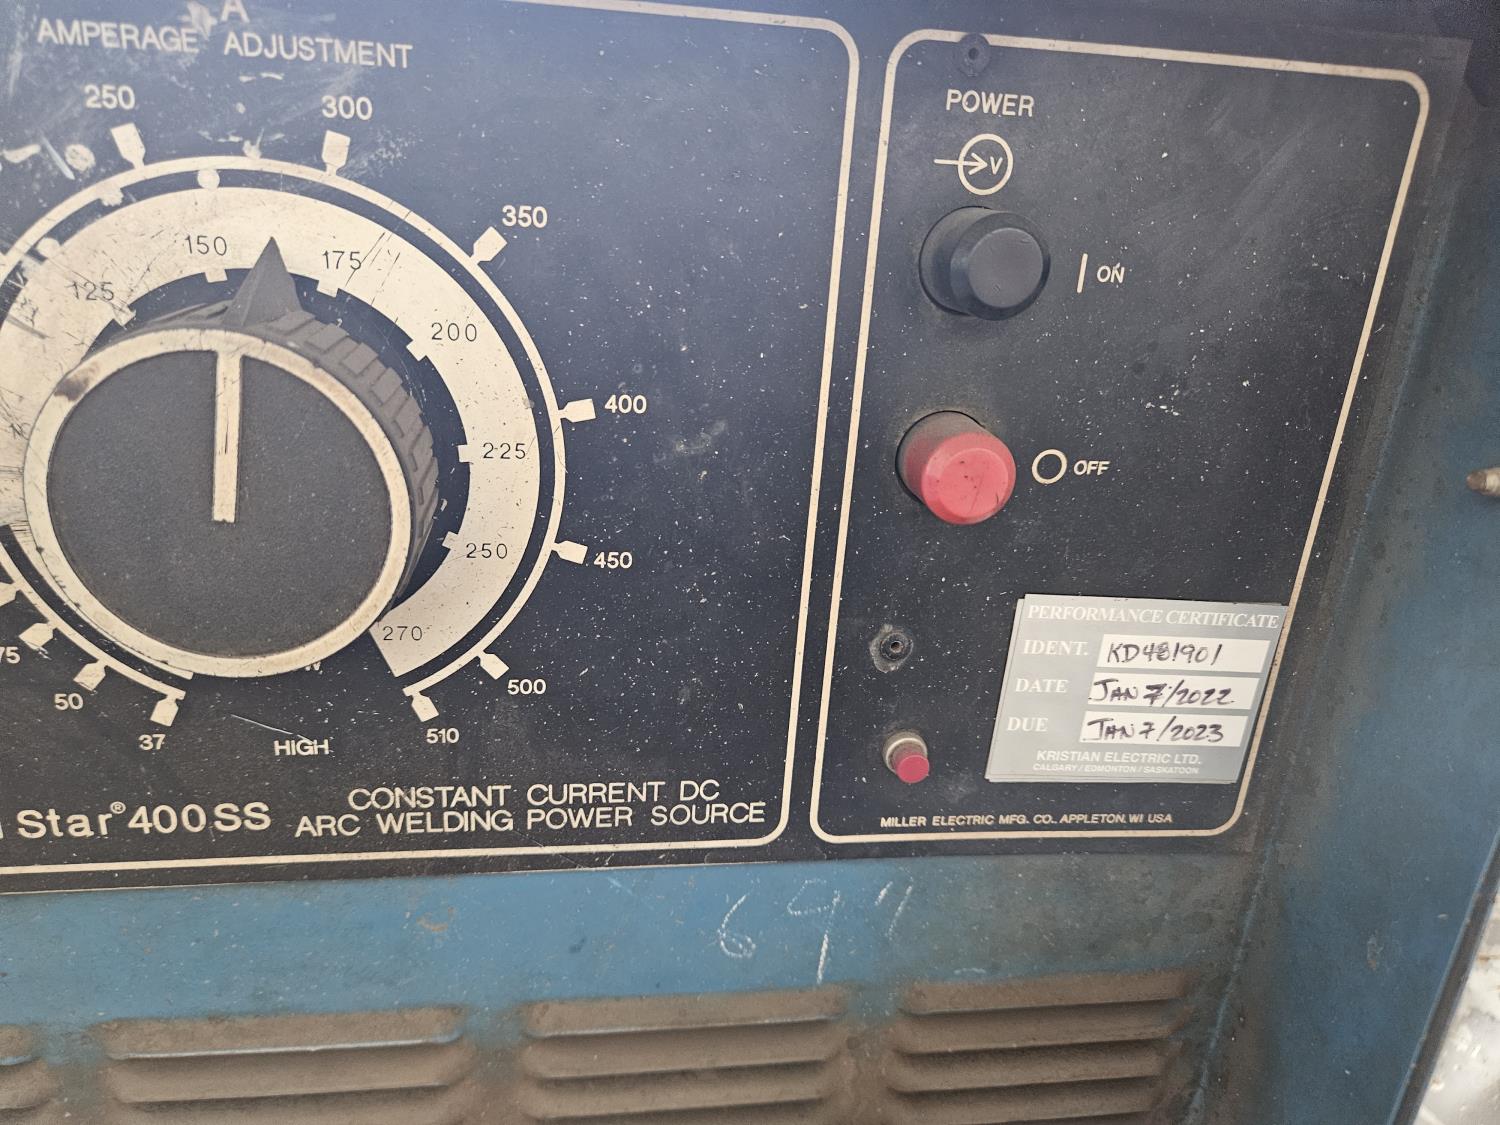 A
AMPERAGE ADJUSTMENT
250
300
350
400
450
500
510
125
150
175
200
225
250
270
75
50
37
HIGH
Star®400SS
CONSTANT CURRENT DC
ARC WELDING POWER SOURCE
POWER
V
ON
OFF
PERFORMANCE CERTIFICATE
IDENT. KD481901
DATE JAN 7/2022
DUE JAN 7/2023
KRISTIAN ELECTRIC LTD.
CALGARY / EDMONTON / SASKATOON
MILLER ELECTRIC MFG. CO., APPLETON, WI USA
69"